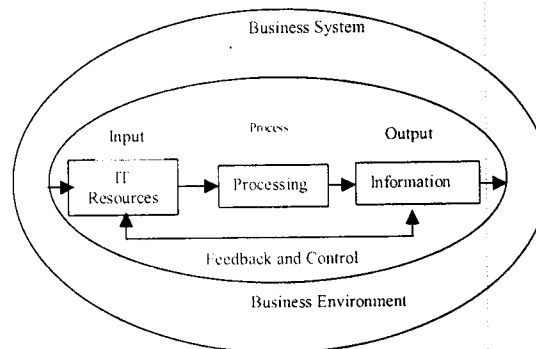 Business System
Input
Process
Output
IT
Resources
Processing
Information
Feedback and Control
Business Environment